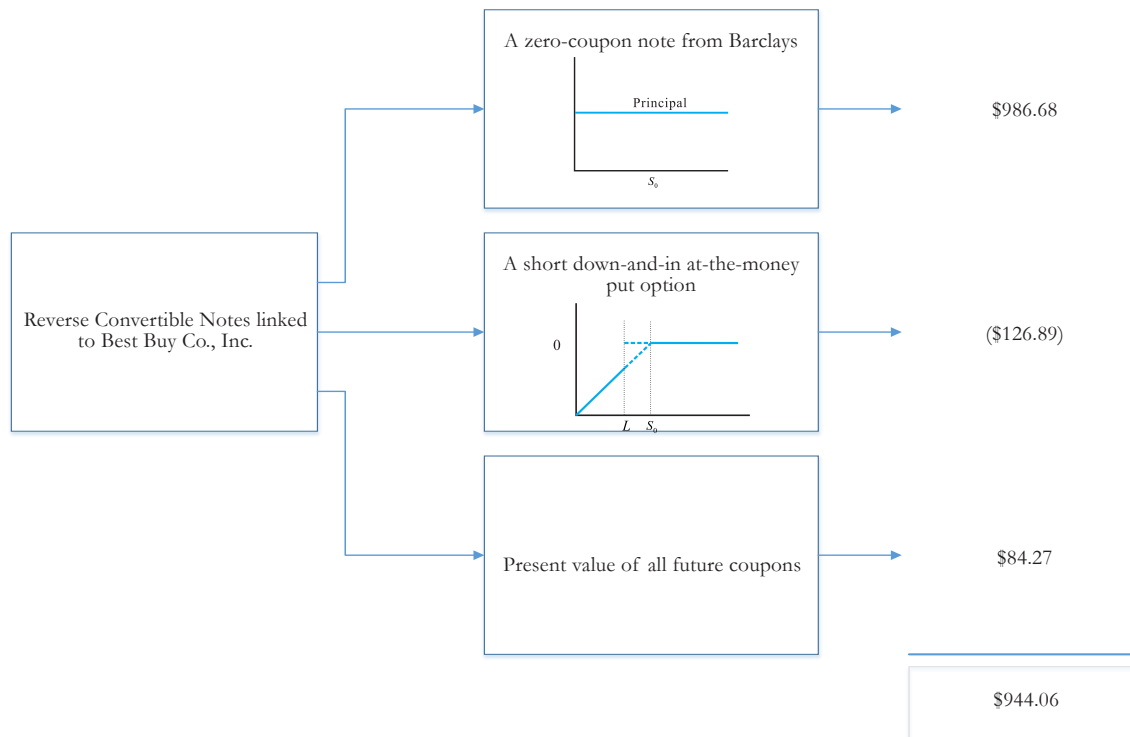 A zero-coupon note from Barclays
Principal
S₀
$986.68
Reverse Convertible Notes linked
to Best Buy Co., Inc.
A short down-and-in at-the-money
put option
0
L S₀
($126.89)
Present value of all future coupons
$84.27
$944.06